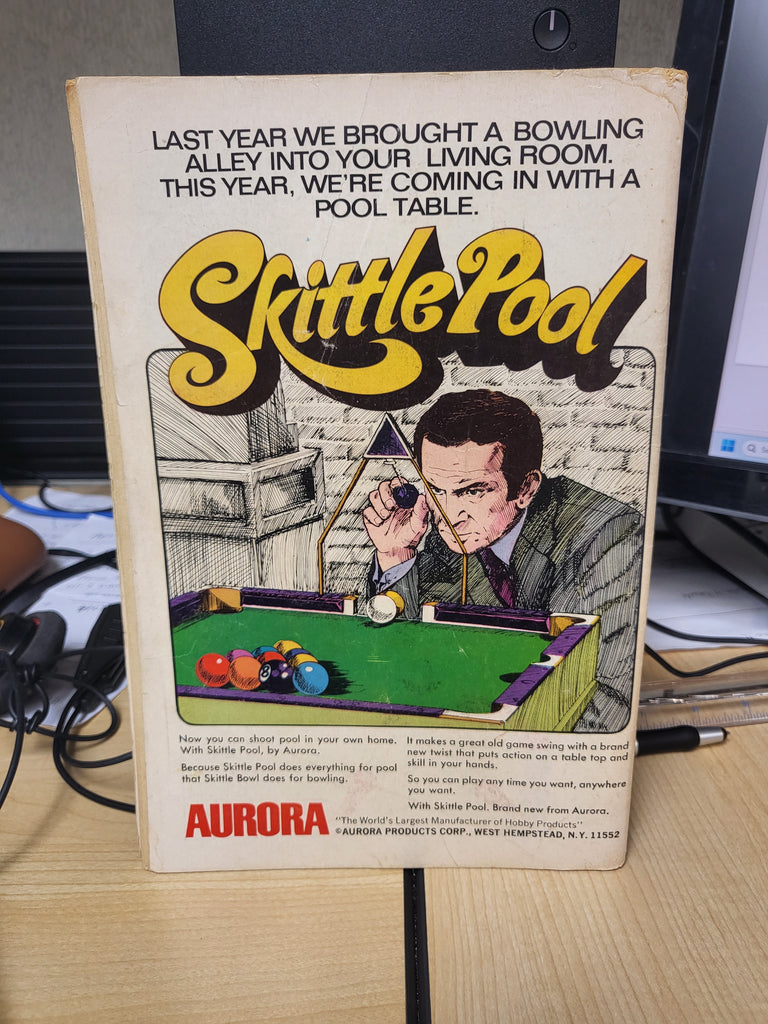 LAST YEAR WE BROUGHT A BOWLING
ALLEY INTO YOUR LIVING ROOM.
THIS YEAR, WE'RE COMING IN WITH A
POOL TABLE.
Skittle Pool
8
Now you can shoot pool in your own home.
With Skittle Pool, by Aurora.
Because Skittle Pool does everything for pool
that Skittle Bowl does for bowling.
It makes a great old game swing with a brand
new twist that puts action on a table top and
skill in your hands.
So you can play any time you want, anywhere
you want.
With Skittle Pool. Brand new from Aurora.
AURORA
"The World's Largest Manufacturer of Hobby Products"
©AURORA PRODUCTS CORP., WEST HEMPSTEAD, N.Y. 11552